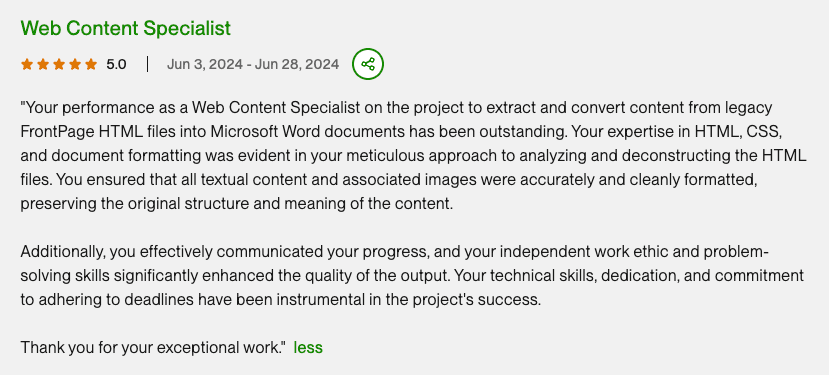 Web Content Specialist
5.0 | Jun 3, 2024 - Jun 28, 2024
"Your performance as a Web Content Specialist on the project to extract and convert content from legacy
FrontPage HTML files into Microsoft Word documents has been outstanding. Your expertise in HTML, CSS,
and document formatting was evident in your meticulous approach to analyzing and deconstructing the HTML
files. You ensured that all textual content and associated images were accurately and cleanly formatted,
preserving the original structure and meaning of the content.
Additionally, you effectively communicated your progress, and your independent work ethic and problem-
solving skills significantly enhanced the quality of the output. Your technical skills, dedication, and commitment
to adhering to deadlines have been instrumental in the project's success.
Thank you for your exceptional work." less